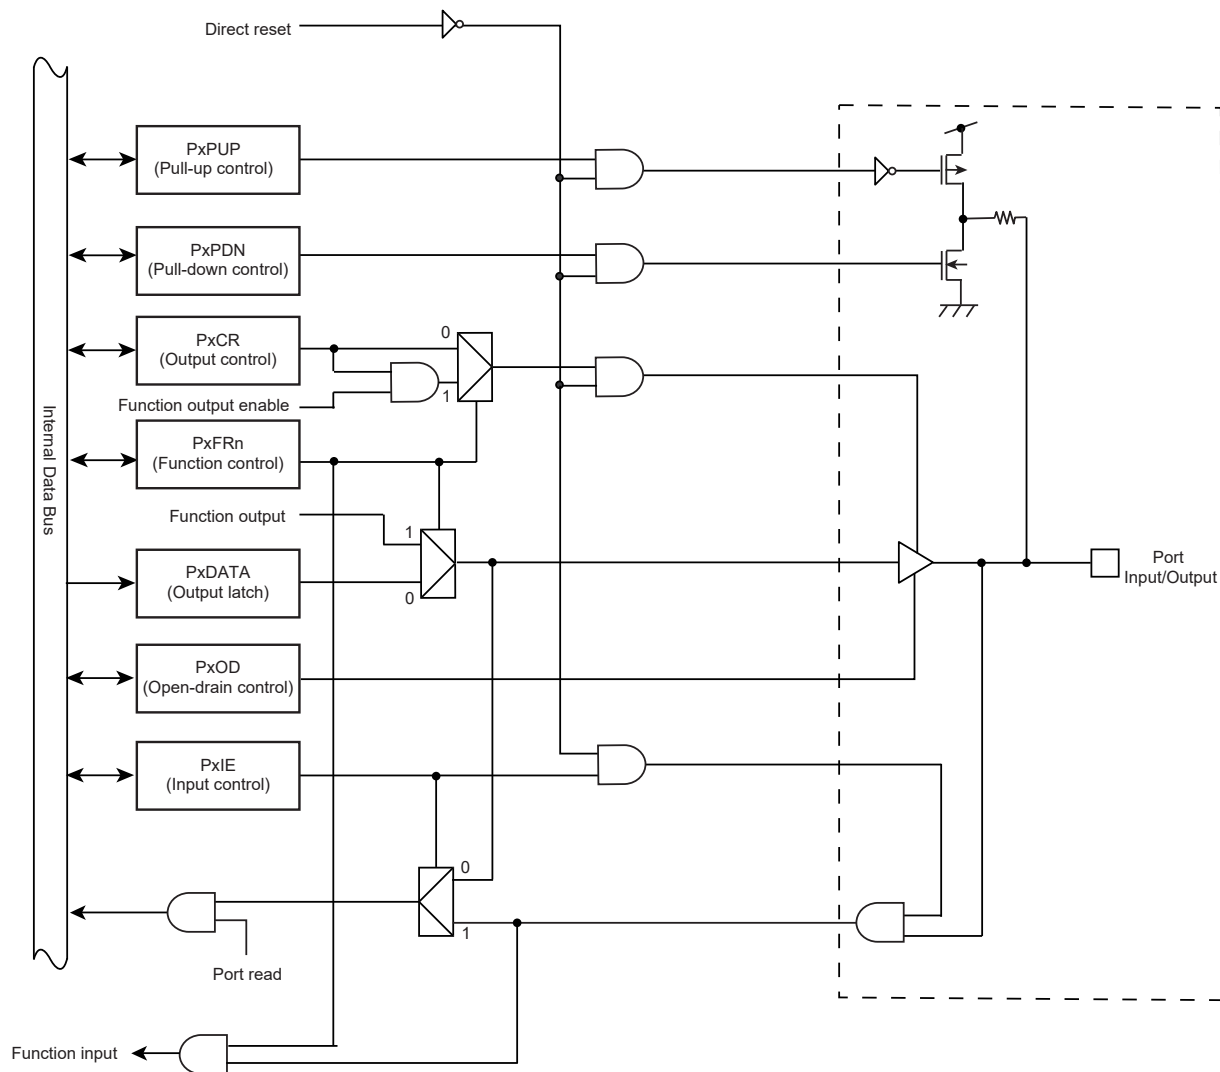 Direct reset
PxPUP
(Pull-up control)
PxPDN
(Pull-down control)
PxCR
(Output control)
0
1
Function output enable
PxFRn
(Function control)
Internal Data Bus
Function output
1
0
PxDATA
(Output latch)
Port
Input/Output
PxOD
(Open-drain control)
PxIE
(Input control)
0
1
Port read
Function input